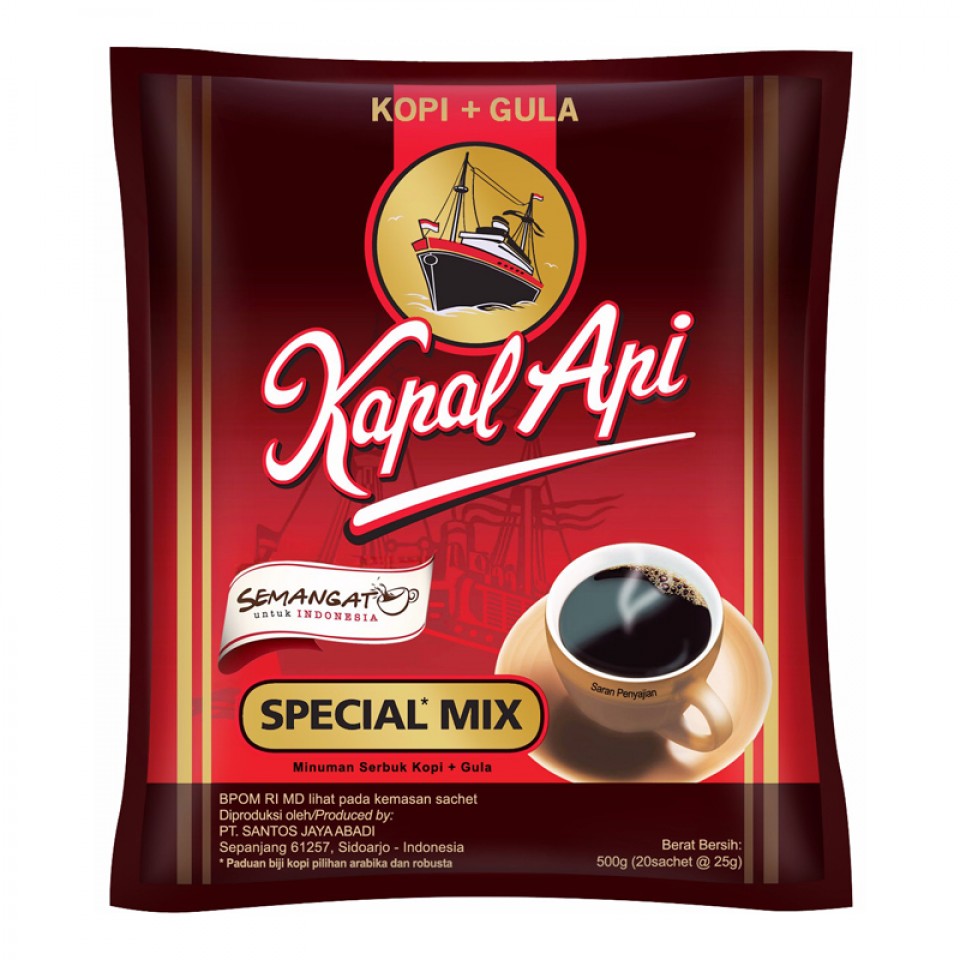 KOPI + GULA
Kapal Api
SEMANGAT
untuk INDONESIA
Saran Penyajian
SPECIAL* MIX
Minuman Serbuk Kopi + Gula
BPOM RI MD lihat pada kemasan sachet
Diproduksi oleh/Produced by:
PT. SANTOS JAYA ABADI
Sepanjang 61257, Sidoarjo - Indonesia
* Paduan biji kopi pilihan arabika dan robusta
Berat Bersih:
500g (20sachet @ 25g)